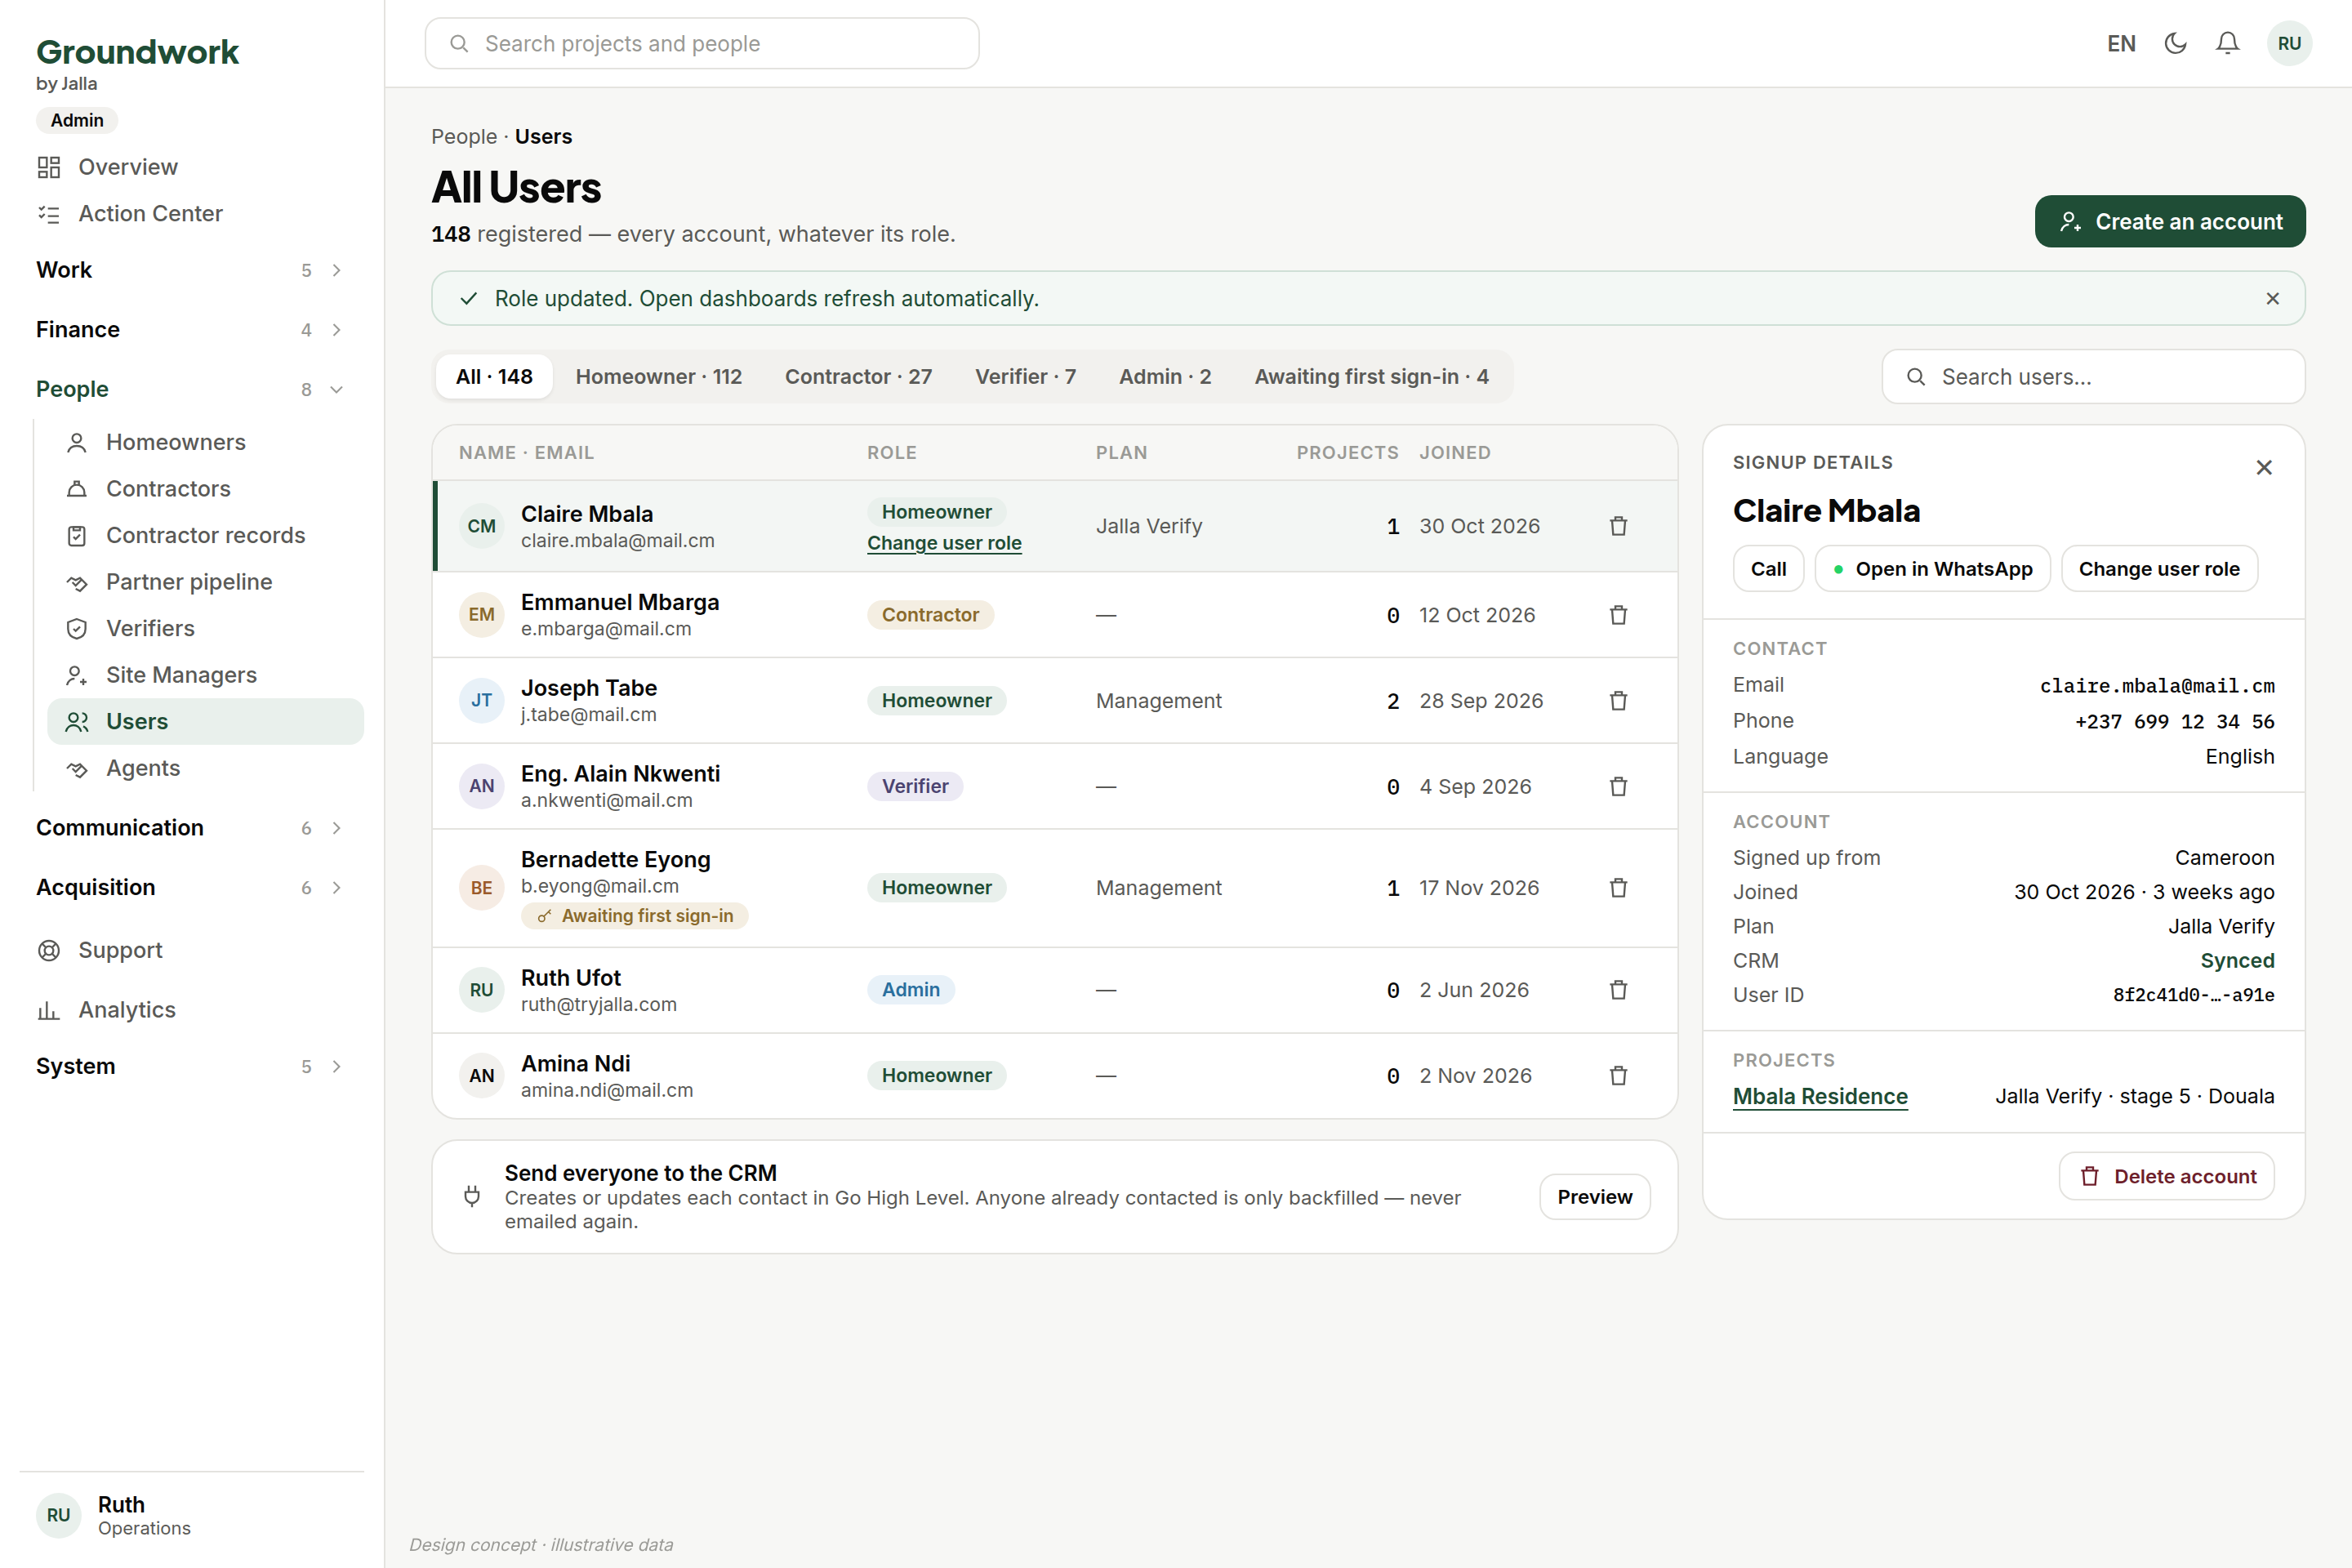 Groundwork
by Jalla
Admin
Overview
Action Center
Work 5
Finance 4
People 8
Homeowners
Contractors
Contractor records
Partner pipeline
Verifiers
Site Managers
Users
Agents
Communication 6
Acquisition 6
Support
Analytics
System 5
RU Ruth
Operations
Search projects and people
EN RU
People · Users
All Users
148 registered — every account, whatever its role.
Create an account
Role updated. Open dashboards refresh automatically.
All · 148 Homeowner · 112 Contractor · 27 Verifier · 7 Admin · 2 Awaiting first sign-in · 4
Search users...
NAME · EMAIL ROLE PLAN PROJECTS JOINED
CM Claire Mbala Homeowner Jalla Verify 1 30 Oct 2026
claire.mbala@mail.cm Change user role
EM Emmanuel Mbarga Contractor — 0 12 Oct 2026
e.mbarga@mail.cm
JT Joseph Tabe Homeowner Management 2 28 Sep 2026
j.tabe@mail.cm
AN Eng. Alain Nkwenti Verifier — 0 4 Sep 2026
a.nkwenti@mail.cm
BE Bernadette Eyong Homeowner Management 1 17 Nov 2026
b.eyong@mail.cm
Awaiting first sign-in
RU Ruth Ufot Admin — 0 2 Jun 2026
ruth@tryjalla.com
AN Amina Ndi Homeowner — 0 2 Nov 2026
amina.ndi@mail.cm
Send everyone to the CRM
Creates or updates each contact in Go High Level. Anyone already contacted is only backfilled — never
emailed again.
Preview
SIGNUP DETAILS
Claire Mbala
Call Open in WhatsApp Change user role
CONTACT
Email claire.mbala@mail.cm
Phone +237 699 12 34 56
Language English
ACCOUNT
Signed up from Cameroon
Joined 30 Oct 2026 · 3 weeks ago
Plan Jalla Verify
CRM Synced
User ID 8f2c41d0-…-a91e
PROJECTS
Mbala Residence Jalla Verify · stage 5 · Douala
Delete account
Design concept · illustrative data